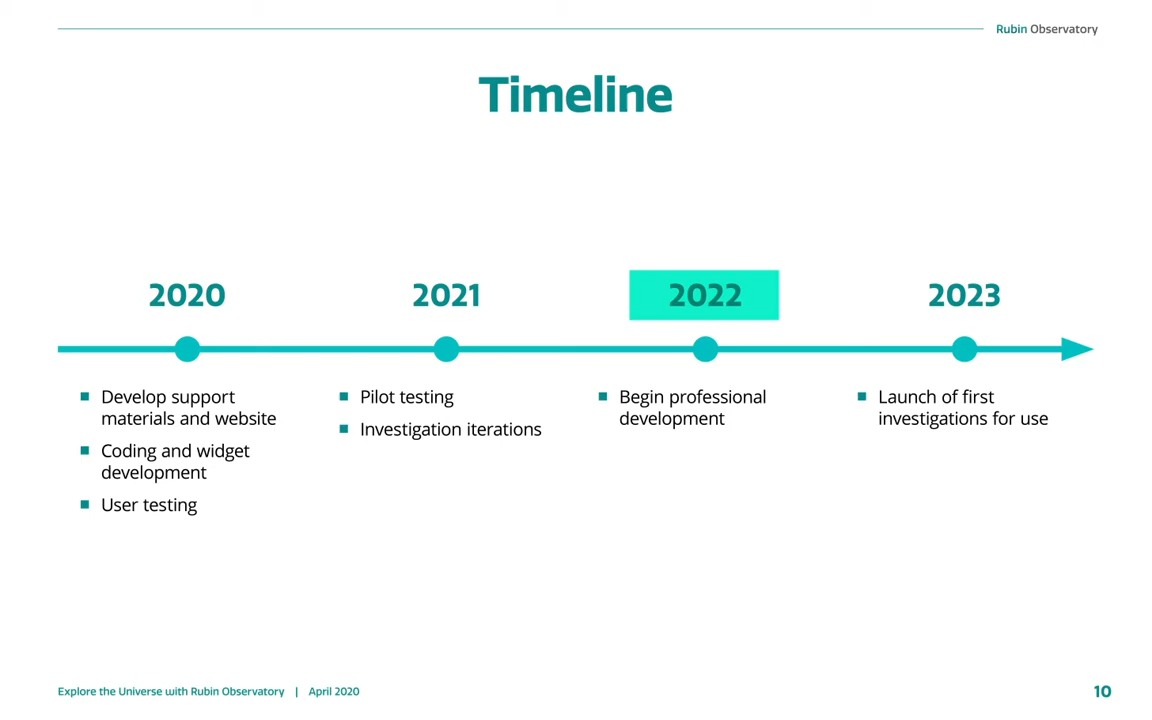 Rubin Observatory
Timeline
2020
2021
2022
2023
Develop support
materials and website
Coding and widget
development
User testing
Pilot testing
Investigation iterations
Begin professional
development
Launch of first
investigations for use
Explore the Universe with Rubin Observatory | April 2020
10